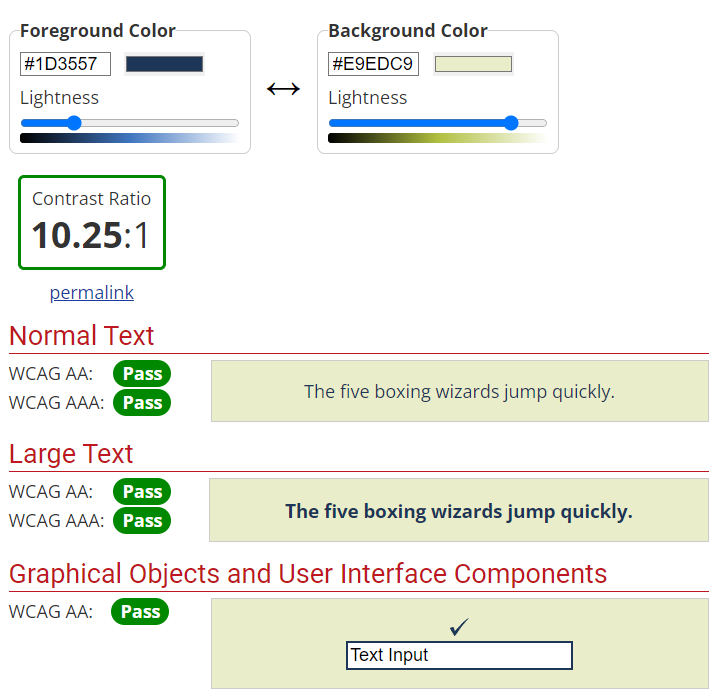 Foreground Color
Background Color
#1D3557
#E9EDC9
Lightness
Lightness
Contrast Ratio
10.25:1
permalink
Normal Text
WCAG AA: Pass
WCAG AAA: Pass
The five boxing wizards jump quickly.
Large Text
WCAG AA: Pass
WCAG AAA: Pass
The five boxing wizards jump quickly.
Graphical Objects and User Interface Components
WCAG AA: Pass
Text Input